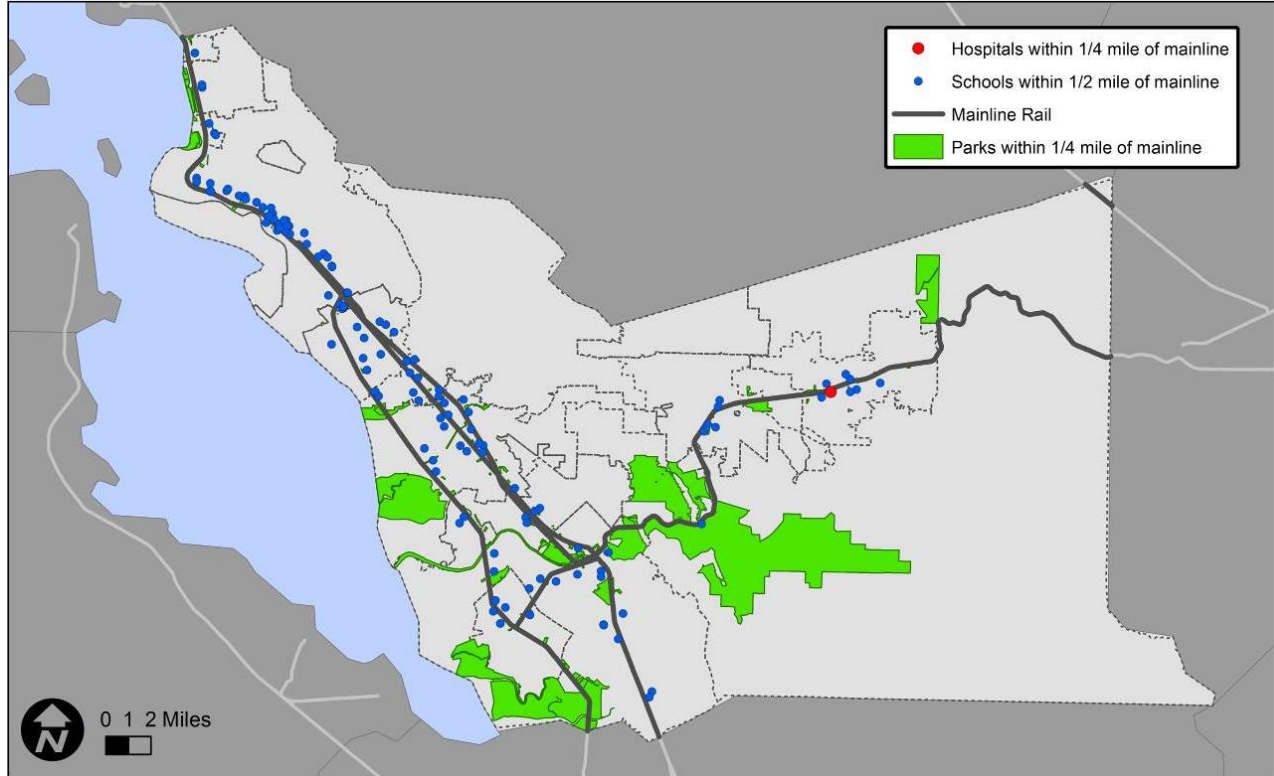 Hospitals within 1/4 mile of mainline
Schools within 1/2 mile of mainline
Mainline Rail
Parks within 1/4 mile of mainline
N
0 1 2 Miles